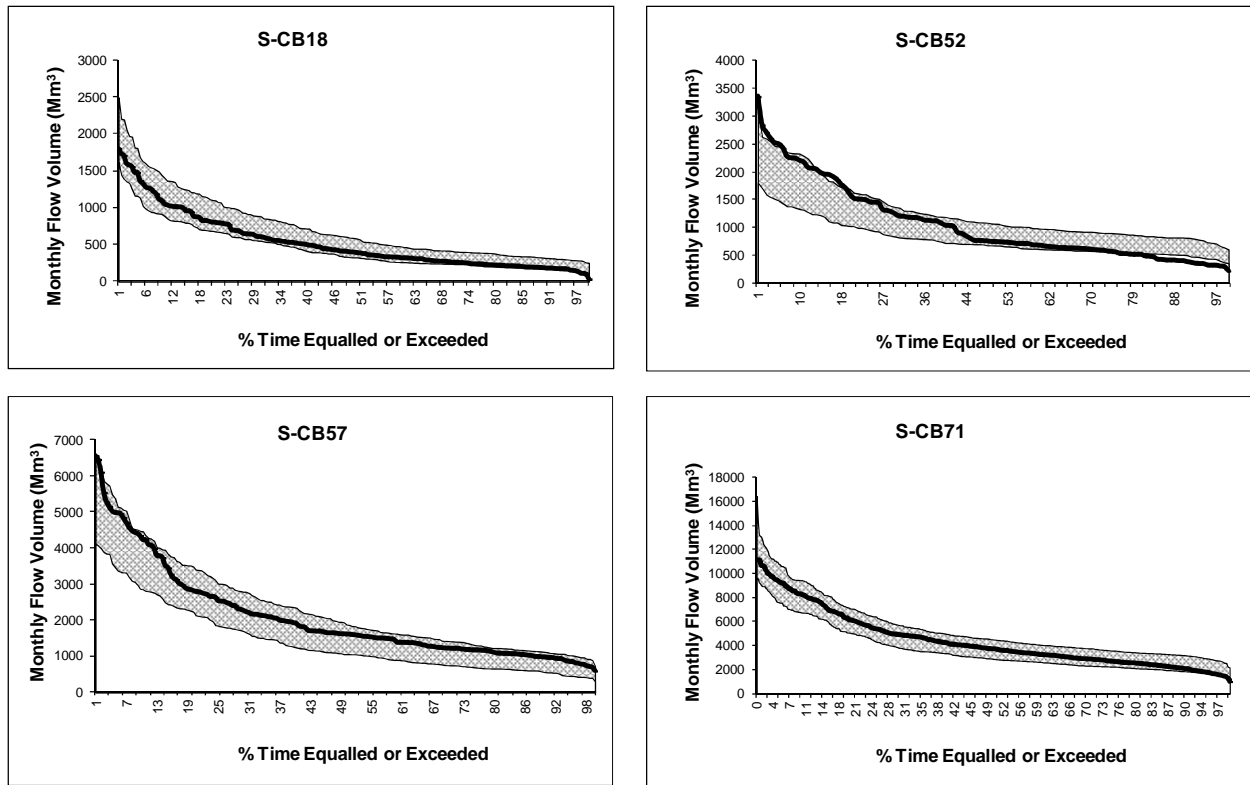 S-CB18
Monthly Flow Volume (Mm³)
3000
2500
2000
1500
1000
500
0
1 6 12 18 23 29 34 40 46 51 57 63 68 74 80 85 91 97
% Time Equalled or Exceeded
S-CB52
Monthly Flow Volume (Mm³)
4000
3500
3000
2500
2000
1500
1000
500
0
1 10 18 27 36 44 53 62 70 79 88 97
% Time Equalled or Exceeded
S-CB57
Monthly Flow Volume (Mm³)
7000
6000
5000
4000
3000
2000
1000
0
1 7 13 19 25 31 37 43 49 55 61 67 73 80 86 92 98
% Time Equalled or Exceeded
S-CB71
Monthly Flow Volume (Mm³)
18000
16000
14000
12000
10000
8000
6000
4000
2000
0
0 4 7 11 14 18 21 24 28 31 35 38 42 45 49 52 56 59 63 66 70 73 76 80 83 87 90 94 97
% Time Equalled or Exceeded